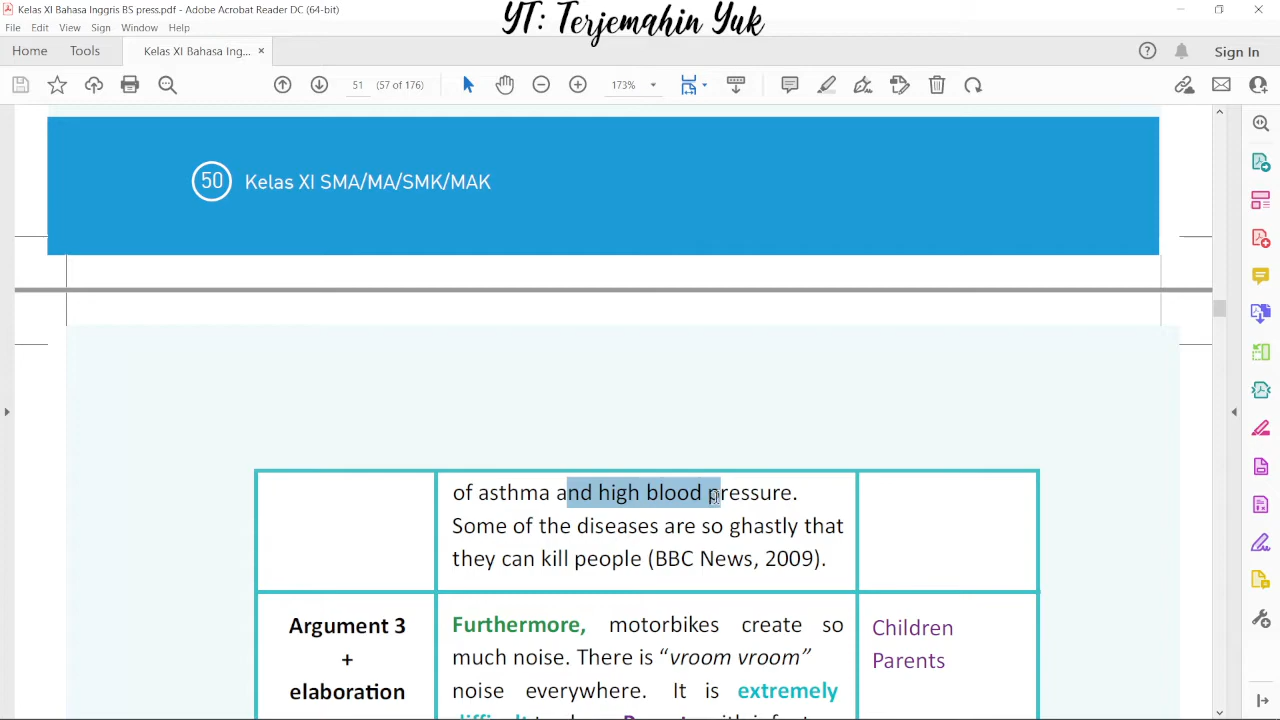 Kelas XI Bahasa Inggris BS press.pdf - Adobe Acrobat Reader DC (64-bit)
YT: Terjemahin Yuk
File Edit View Sign Window Help
Home Tools Kelas XI Bahasa Ing... × Sign In
51 (57 of 176) 173%
50 Kelas XI SMA/MA/SMK/MAK
of asthma and high blood pressure.
Some of the diseases are so ghastly that
they can kill people (BBC News, 2009).
Argument 3
+
elaboration
Furthermore, motorbikes create so
much noise. There is “vroom vroom”
noise everywhere. It is extremely
Children
Parents